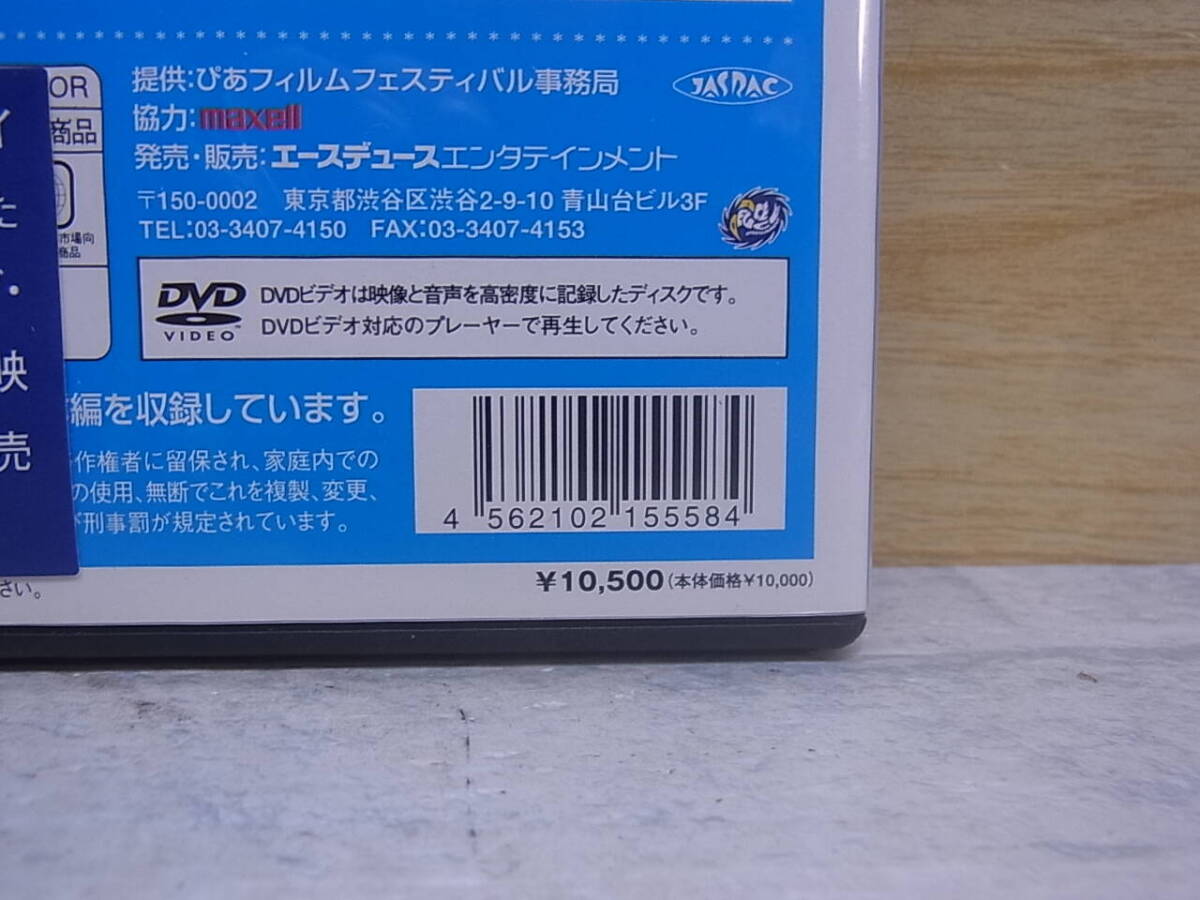 提供:ぴあフィルムフェスティバル事務局
JASRAC
協力:maxell
発売・販売:エースデュースエンタテインメント
〒150-0002 東京都渋谷区渋谷2-9-10 青山台ビル3F
TEL:03-3407-4150 FAX:03-3407-4153
OR
商品
市場向
商品
イ
た
映
売
DVD
VIDEO
DVDビデオは映像と音声を高密度に記録したディスクです。
DVDビデオ対応のプレーヤーで再生してください。
編を収録しています。
作権者に留保され、家庭内での
の使用、無断でこれを複製、変更、
刑事罰が規定されています。
4 562102 155584
さい。
¥10,500(本体価格¥10,000)